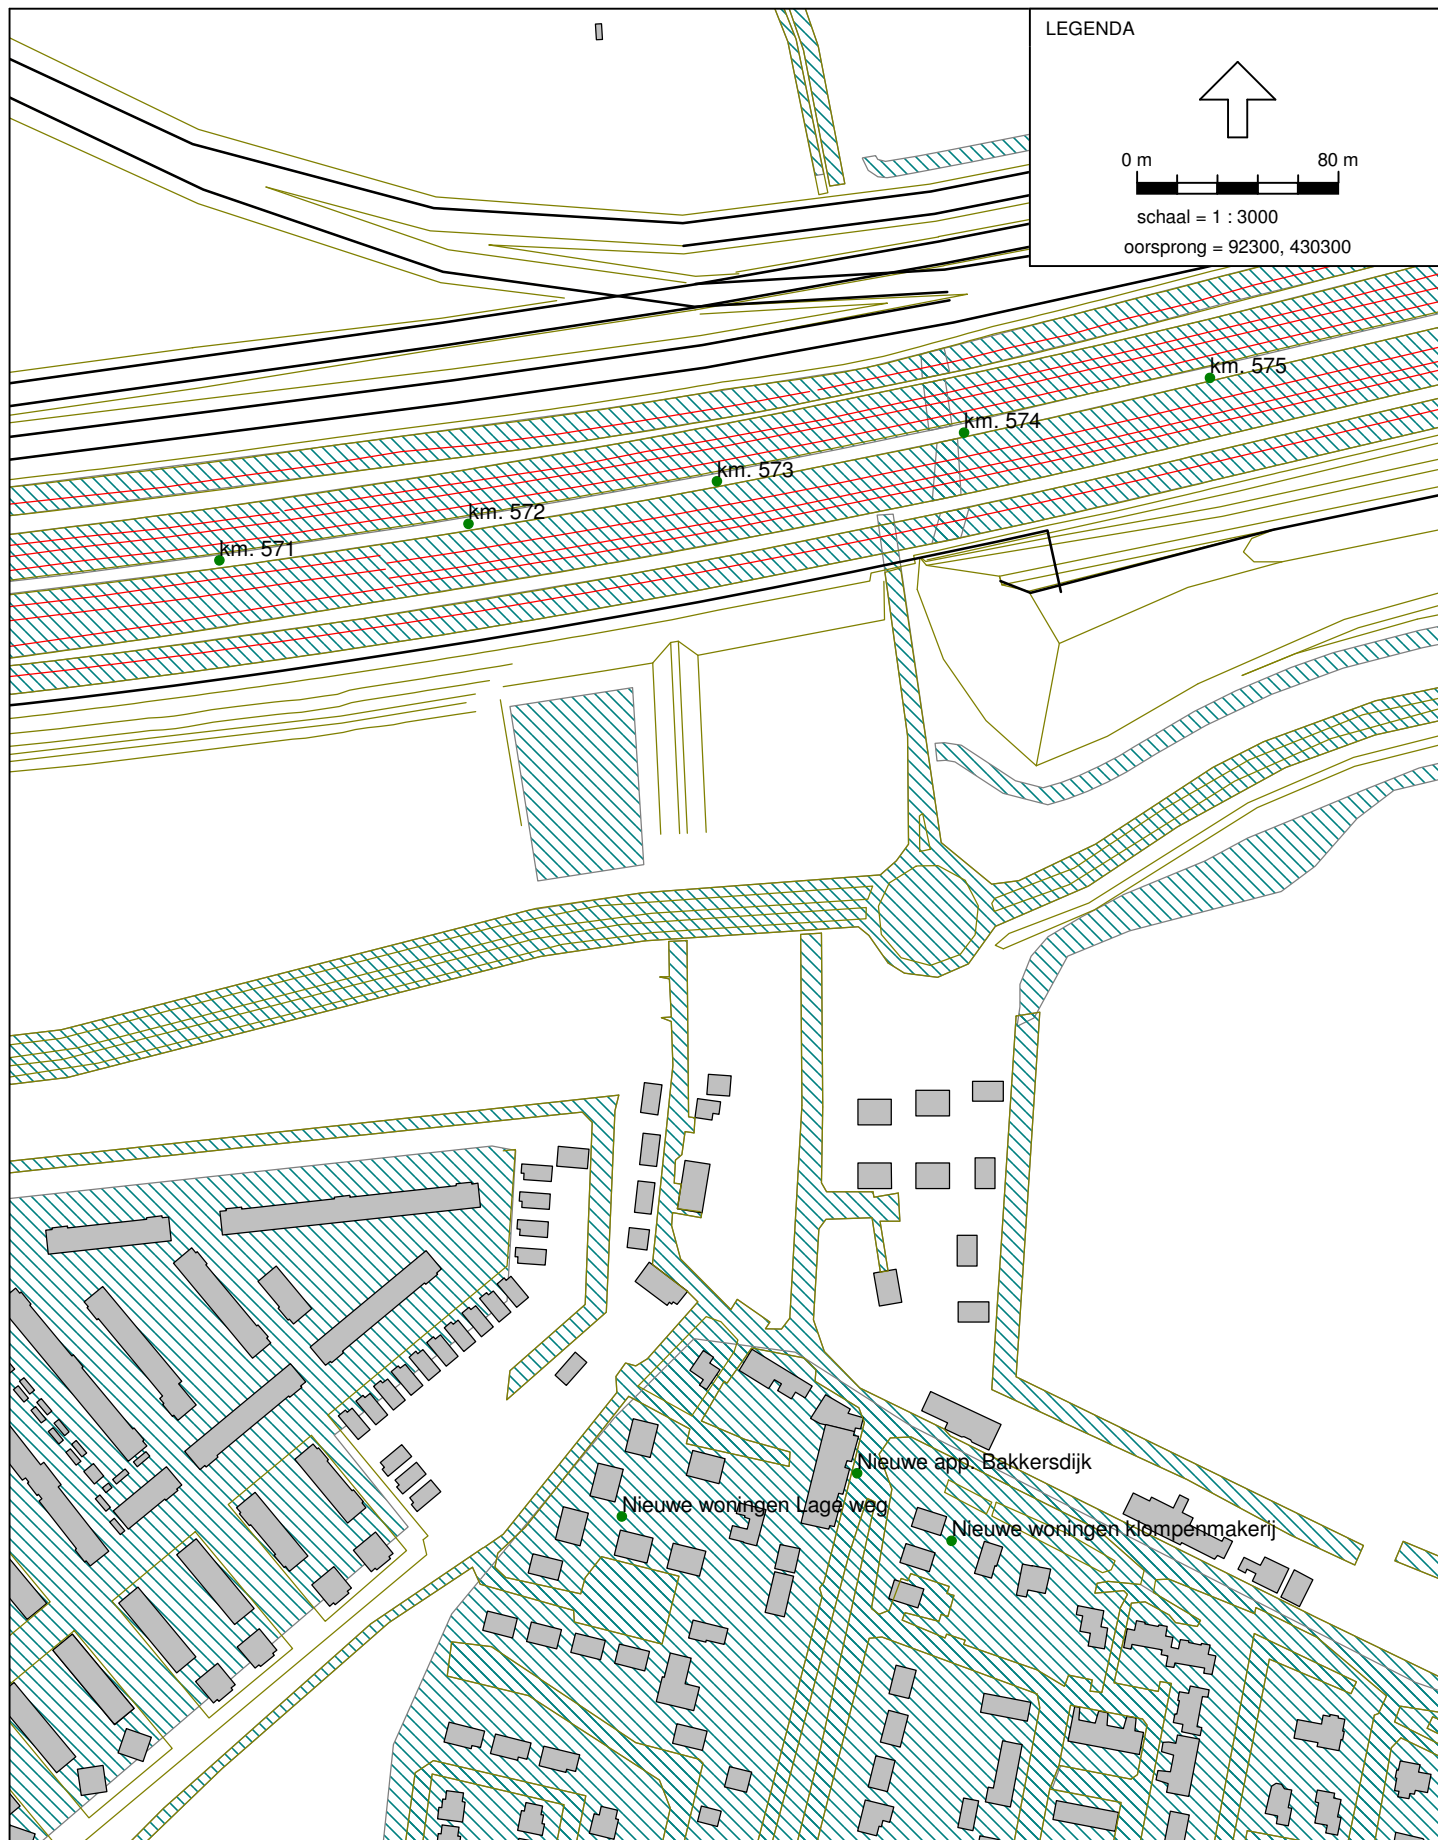 LEGENDA
0 m 80 m
schaal = 1 : 3000
oorsprong = 92300, 430300
km. 575
km. 574
km. 573
km. 572
km. 571
Nieuwe app. Bakkersdijk
Nieuwe woningen Lage weg
Nieuwe woningen klompenmakerij